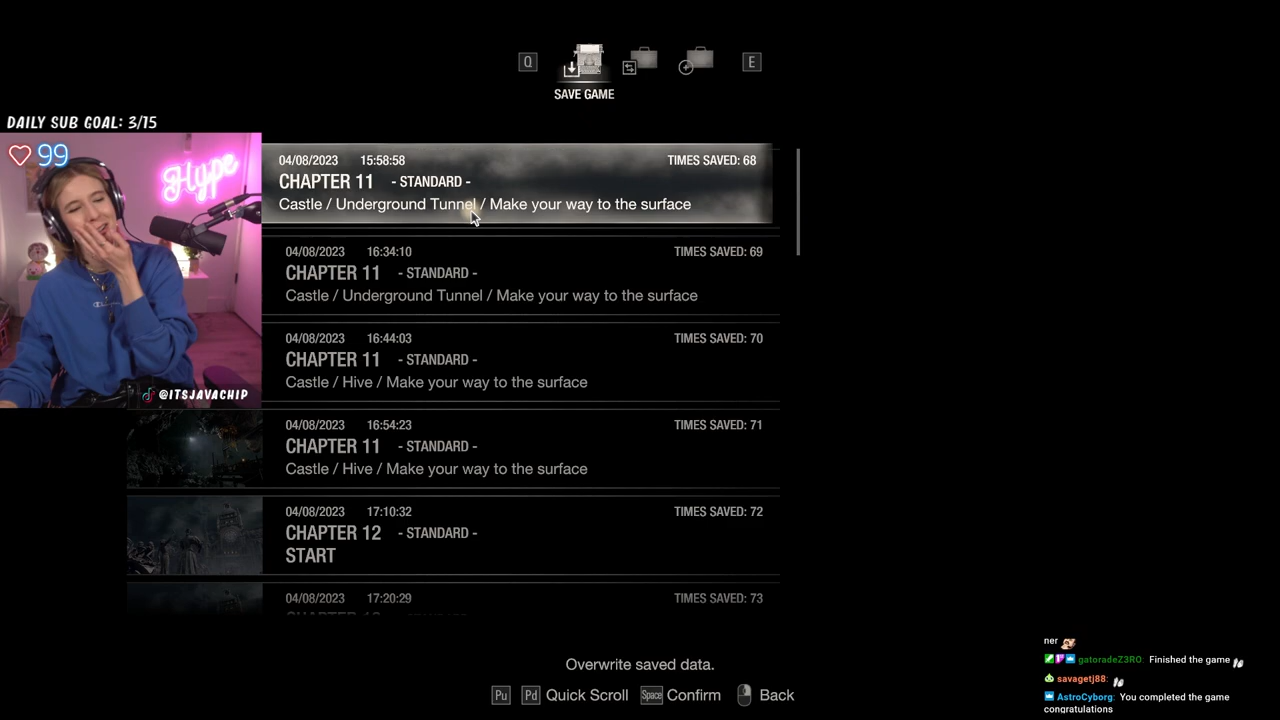 Q
E
SAVE GAME
DAILY SUB GOAL: 3/15
99
Hype
@ITSJAVACHIP
04/08/2023 15:58:58 TIMES SAVED: 68
CHAPTER 11 - STANDARD -
Castle / Underground Tunnel / Make your way to the surface
04/08/2023 16:34:10 TIMES SAVED: 69
CHAPTER 11 - STANDARD -
Castle / Underground Tunnel / Make your way to the surface
04/08/2023 16:44:03 TIMES SAVED: 70
CHAPTER 11 - STANDARD -
Castle / Hive / Make your way to the surface
04/08/2023 16:54:23 TIMES SAVED: 71
CHAPTER 11 - STANDARD -
Castle / Hive / Make your way to the surface
04/08/2023 17:10:32 TIMES SAVED: 72
CHAPTER 12 - STANDARD -
START
04/08/2023 17:20:29 TIMES SAVED: 73
Overwrite saved data.
Pu Pd Quick Scroll Space Confirm Back
ner
gatoradeZ3R0: Finished the game
savagetj88:
AstroCyborg: You completed the game
congratulations